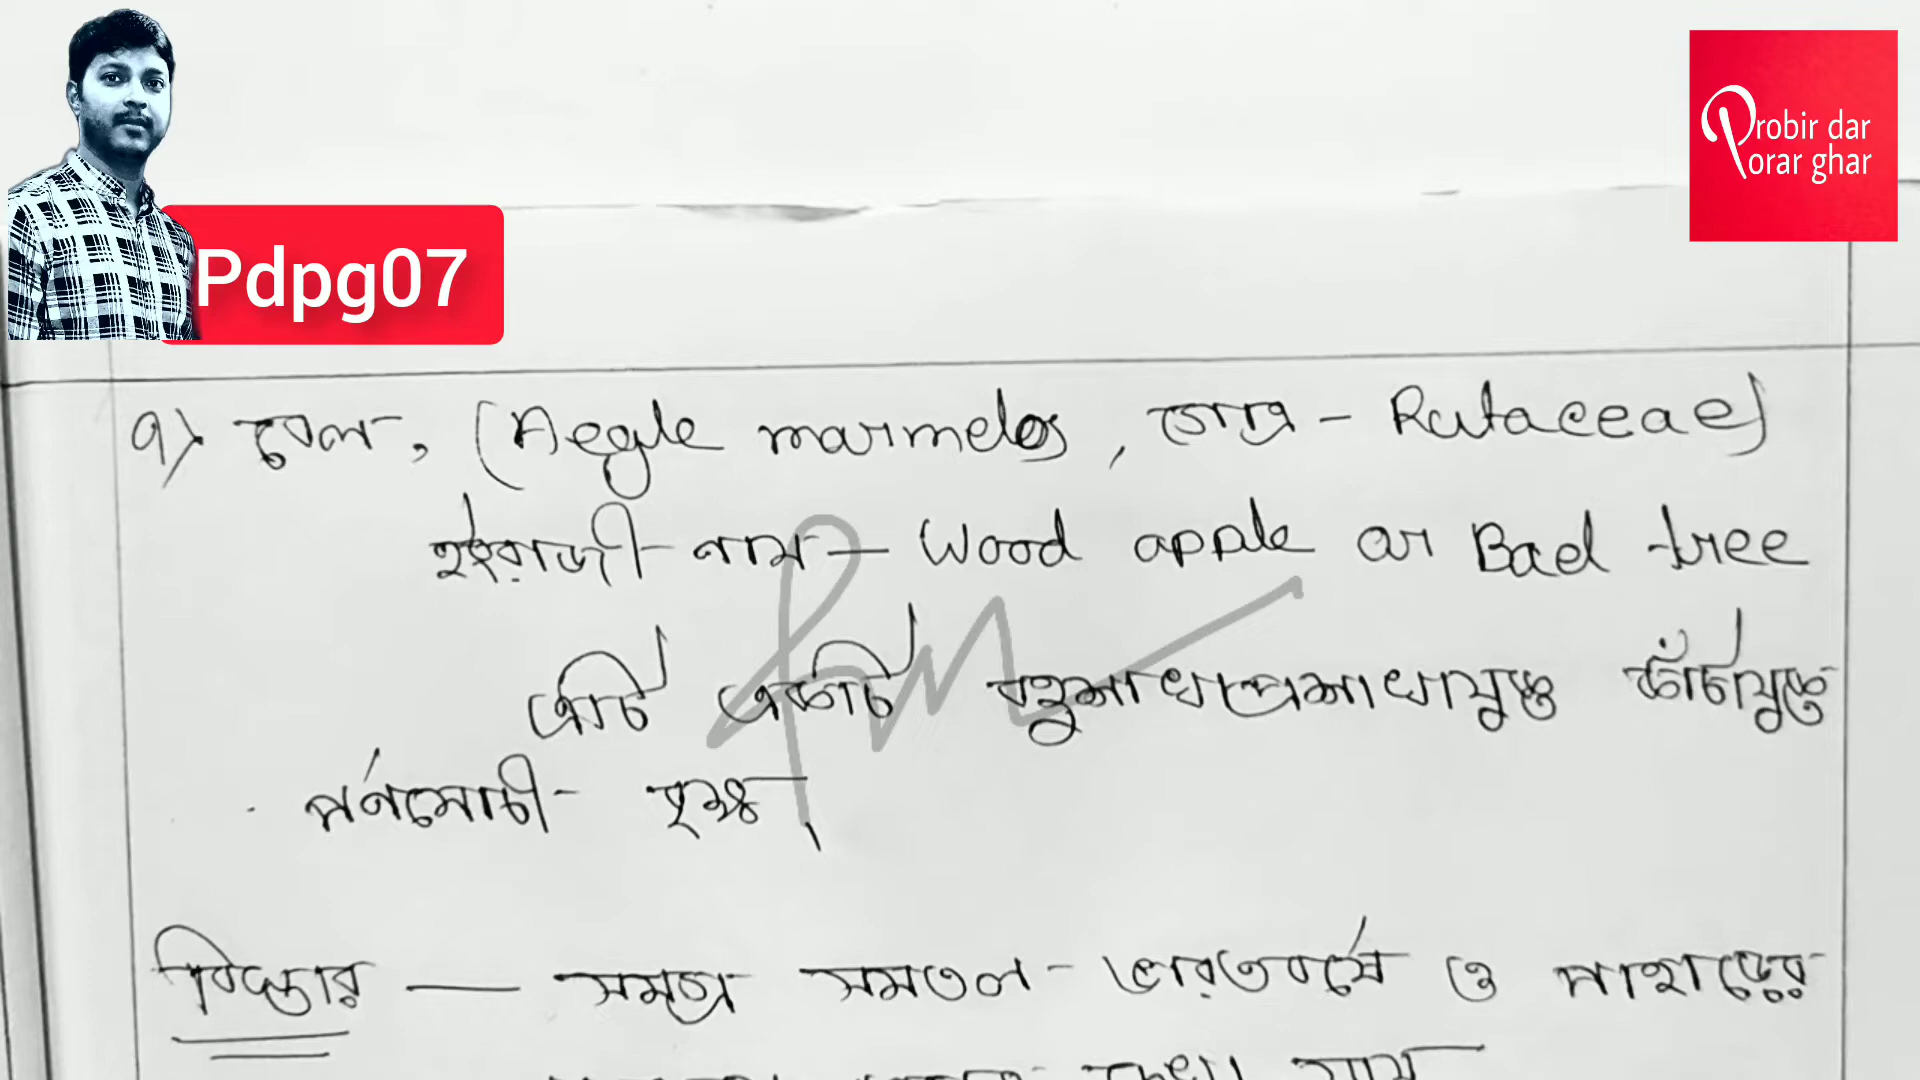 Probir dar
Porar ghar
Pdpg07
৭) বেল, (Aegle marmelos, গোত্র - Rutaceae)
ইংরাজী নাম - Wood apple or Bael tree
এটি একটি বহুশাখাপ্রশাখাযুক্ত কাঁটাযুক্ত
পর্ণমোচী বৃক্ষ
বিস্তার — সমগ্র সমতল ভারতবর্ষে ও পাহাড়ের